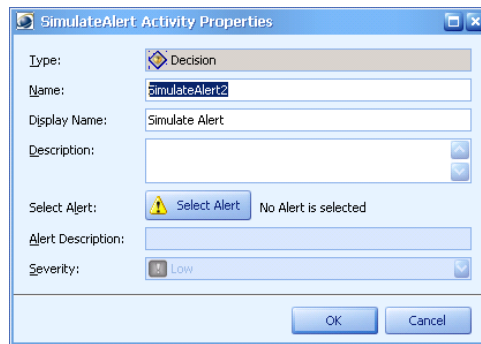 SimulateAlert Activity Properties
Type: Decision
Name: SimulateAlert2
Display Name: Simulate Alert
Description:
Select Alert: Select Alert No Alert is selected
Alert Description:
Severity: Low
OK Cancel